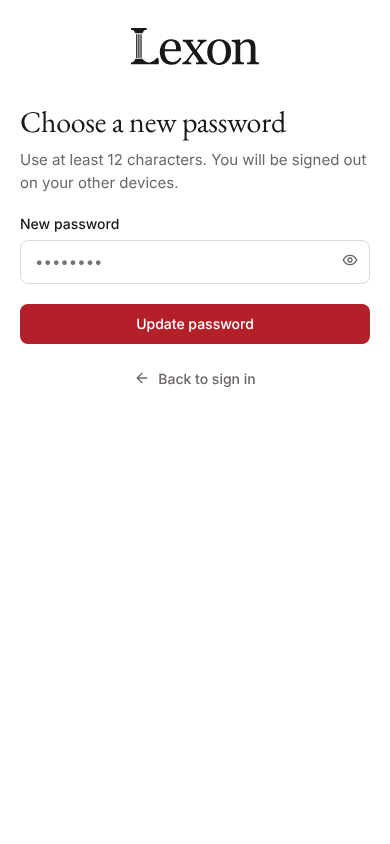 Lexon
Choose a new password
Use at least 12 characters. You will be signed out
on your other devices.
New password
••••••••
Update password
← Back to sign in